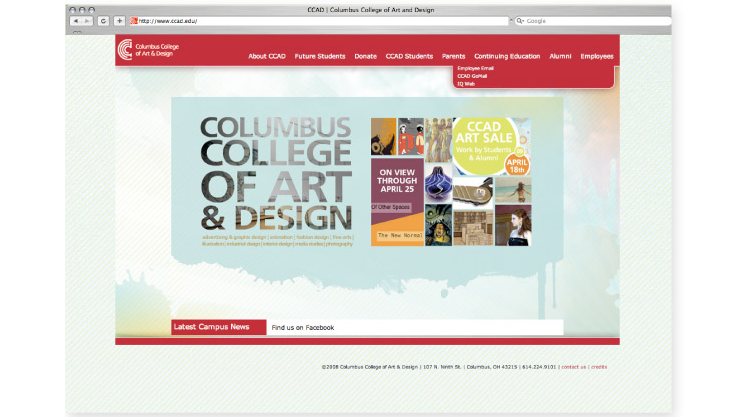 CCAD | Columbus College of Art and Design
http://www.ccad.edu/
Google
Columbus College
of Art & Design
About CCAD Future Students Donate CCAD Students Parents Continuing Education Alumni Employees
Employee Email
CCAD GoMail
IQ Web
COLUMBUS
COLLEGE
OF ART
& DESIGN
advertising & graphic design | animation | fashion design | fine arts |
illustration | industrial design | interior design | media studies | photography
CCAD
ART SALE
Work by Students
& Alumni
APRIL
18th
ON VIEW
THROUGH
APRIL 25
Of Other Spaces
The New Normal
Latest Campus News
Find us on Facebook
©2008 Columbus College of Art & Design | 107 N. Ninth St. | Columbus, OH 43215 | 614.224.9101 | contact us | credits